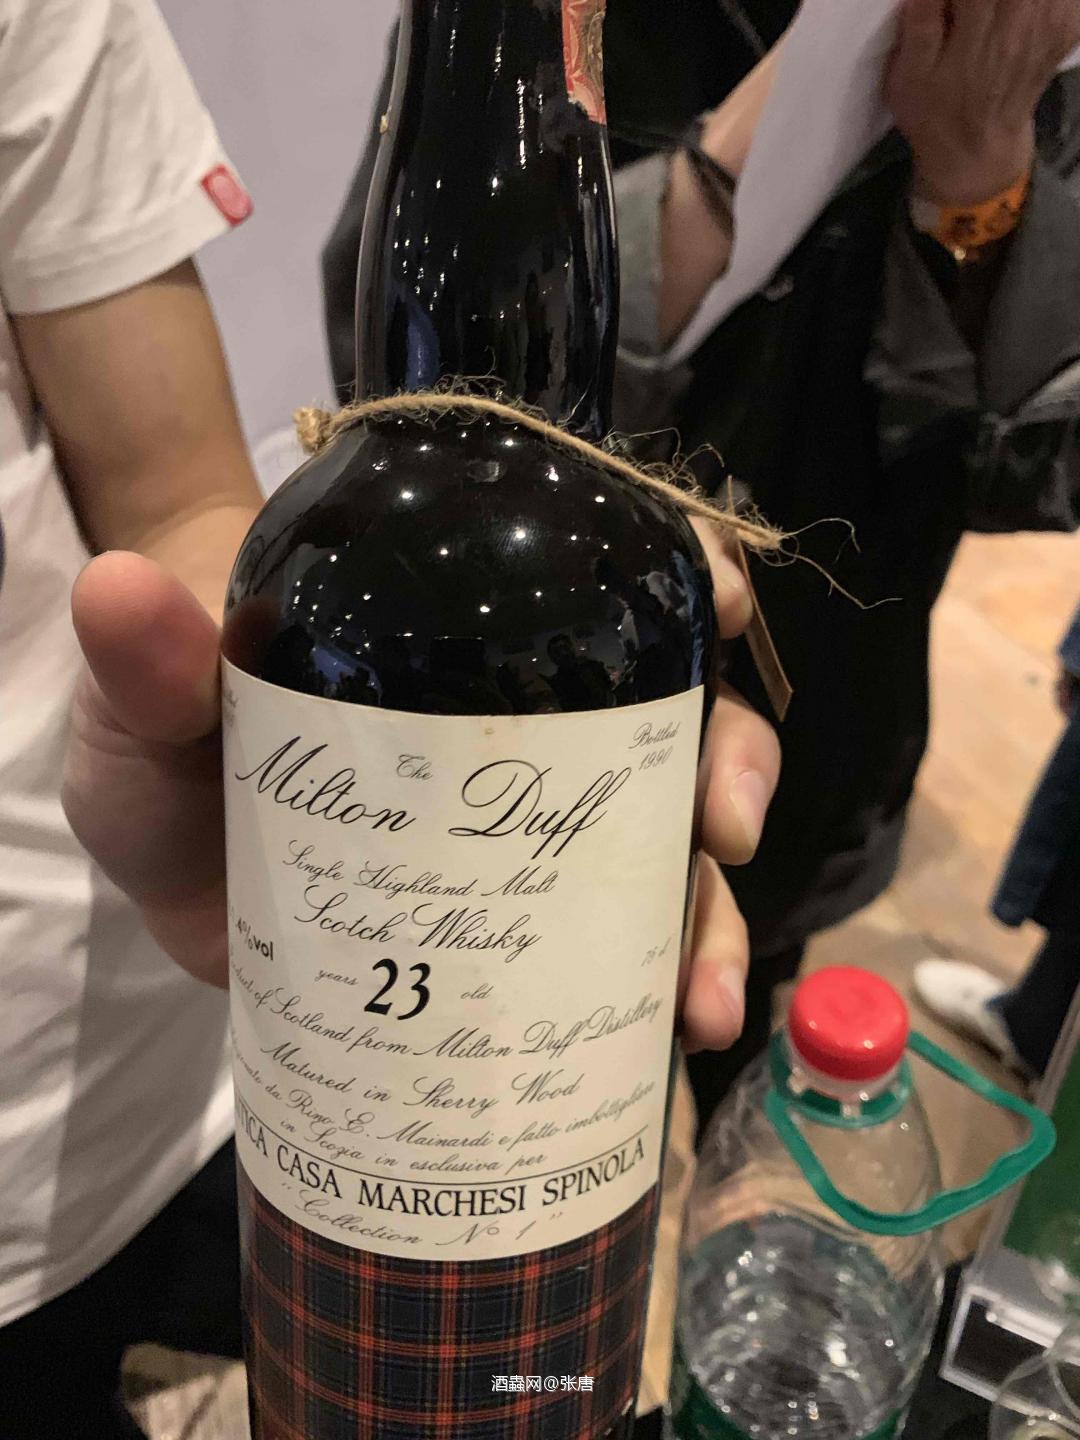 Bottled
1990
The
Milton Duff
Single Highland Malt
Scotch Whisky
4%vol
75 cl
years 23 old
of Scotland from Milton Duff Distillery
Matured in Sherry Wood
da Rino E. Mainardi e fatto imbottigliare
in Scozia in esclusiva per
TICA CASA MARCHESI SPINOLA
"Collection No 1"
酒蟲网@张唐